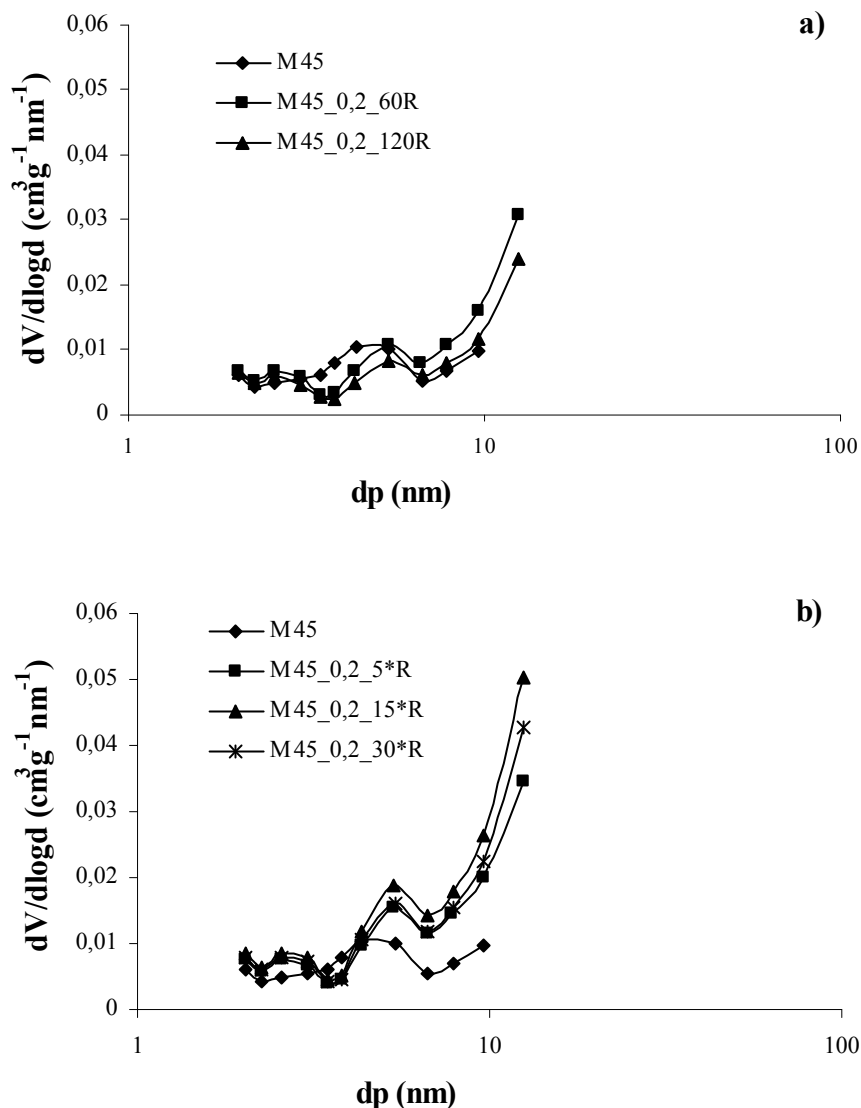 a)
0,06
0,05
0,04
0,03
0,02
0,01
0
dV/dlogd (cm³g⁻¹nm⁻¹)
M45
M45_0,2_60R
M45_0,2_120R
1
10
100
dp (nm)
b)
0,06
0,05
0,04
0,03
0,02
0,01
0
dV/dlogd (cm³g⁻¹nm⁻¹)
M45
M45_0,2_5*R
M45_0,2_15*R
M45_0,2_30*R
1
10
100
dp (nm)